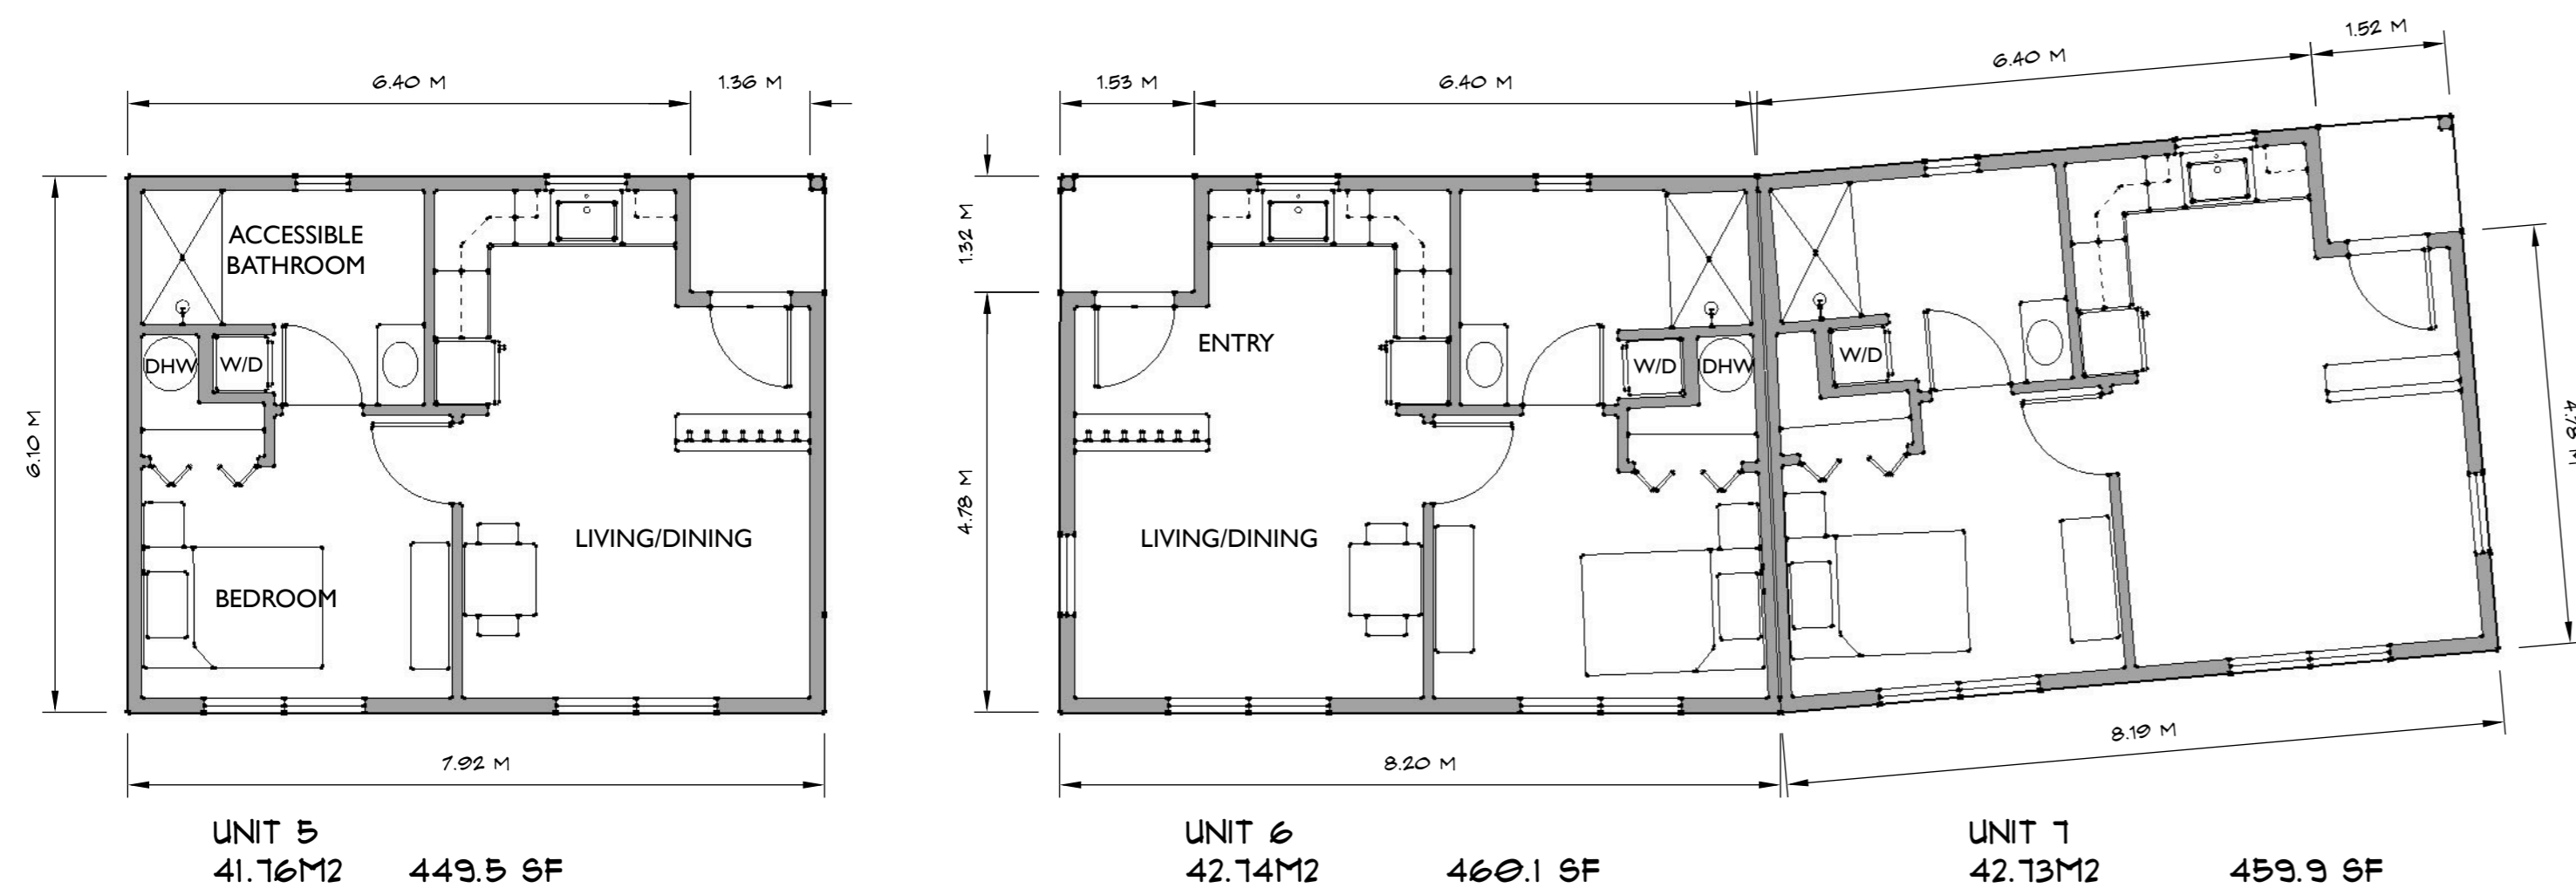 6.40 M
1.36 M
1.53 M
6.40 M
6.40 M
1.52 M
6.10 M
ACCESSIBLE
BATHROOM
DHW
W/D
BEDROOM
LIVING/DINING
7.92 M
1.32 M
4.78 M
ENTRY
W/D
DHW
LIVING/DINING
8.20 M
W/D
4.78 M
8.19 M
UNIT 5
41.76M2 449.5 SF
UNIT 6
42.74M2 460.1 SF
UNIT 7
42.73M2 459.9 SF